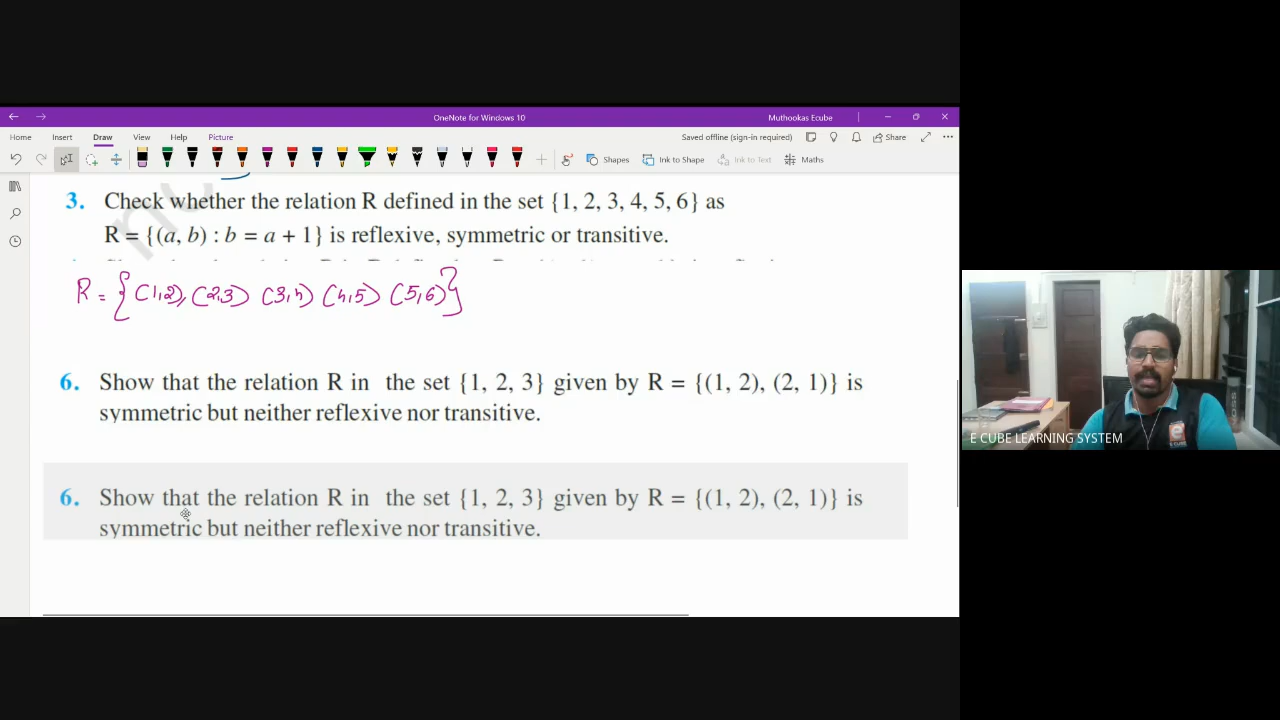 OneNote for Windows 10
Muthookas Ecube
Home Insert Draw View Help Picture
Saved offline (sign-in required) Share
Shapes Ink to Shape Ink to Text Maths
3. Check whether the relation R defined in the set {1, 2, 3, 4, 5, 6} as
R = {(a, b) : b = a + 1} is reflexive, symmetric or transitive.
R = {(1,2), (2,3) (3,4) (4,5) (5,6)}
6. Show that the relation R in the set {1, 2, 3} given by R = {(1, 2), (2, 1)} is
symmetric but neither reflexive nor transitive.
6. Show that the relation R in the set {1, 2, 3} given by R = {(1, 2), (2, 1)} is
symmetric but neither reflexive nor transitive.
E CUBE LEARNING SYSTEM